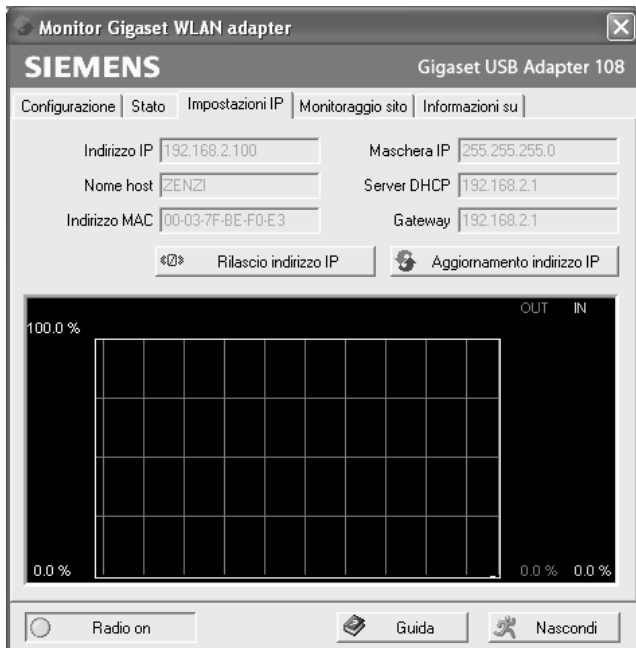 Monitor Gigaset WLAN adapter
SIEMENS
Gigaset USB Adapter 108
Configurazione Stato Impostazioni IP Monitoraggio sito Informazioni su
Indirizzo IP 192.168.2.100 Maschera IP 255.255.255.0
Nome host ZENZI Server DHCP 192.168.2.1
Indirizzo MAC 00-03-7F-BE-F0-E3 Gateway 192.168.2.1
Rilascio indirizzo IP Aggiornamento indirizzo IP
OUT IN
100.0 %
0.0 % 0.0 % 0.0 %
Radio on Guida Nascondi